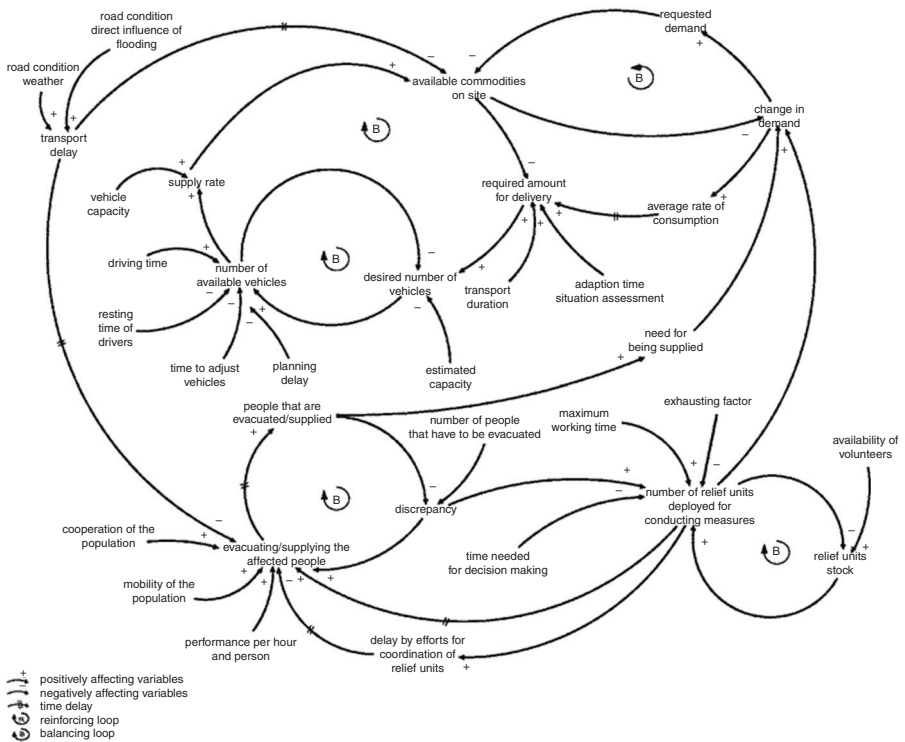 road condition
direct influence of
flooding
road condition
weather
transport
delay
requested
demand
available commodities
on site
change in
demand
vehicle
capacity
supply rate
required amount
for delivery
average rate of
consumption
driving time
number of
available vehicles
desired number of
vehicles
transport
duration
adaption time
situation assessment
resting
time of
drivers
time to adjust
vehicles
planning
delay
estimated
capacity
need for
being supplied
people that are
evacuated/supplied
number of people
that have to be evacuated
maximum
working time
exhausting factor
availability of
volunteers
discrepancy
number of relief units
deployed for
conducting measures
cooperation of the
population
evacuating/supplying the
affected people
time needed
for decision making
relief units
stock
mobility of the
population
performance per hour
and person
delay by efforts for
coordination of
relief units
B
B
B
B
B
+ positively affecting variables
− negatively affecting variables
time delay
reinforcing loop
B balancing loop